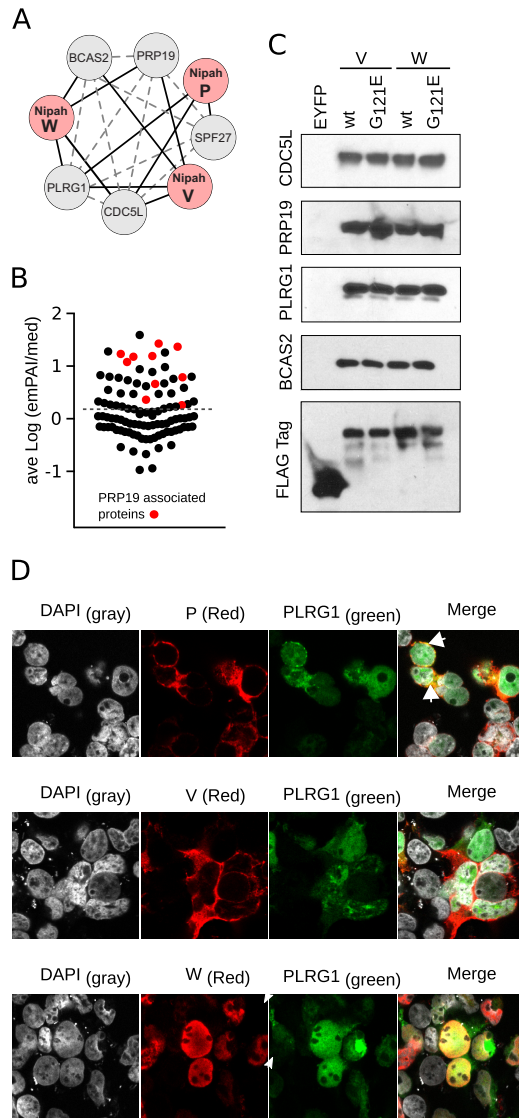 A
BCAS2
PRP19
Nipah
P
Nipah
W
SPF27
PLRG1
Nipah
V
CDC5L
B
ave Log (emPAI/med)
2
1
0
-1
PRP19 associated
proteins
C
V
W
EYFP
wt
G121E
wt
G121E
CDC5L
PRP19
PLRG1
BCAS2
FLAG Tag
D
DAPI (gray)
P (Red)
PLRG1 (green)
Merge
DAPI (gray)
V (Red)
PLRG1 (green)
Merge
DAPI (gray)
W (Red)
PLRG1 (green)
Merge